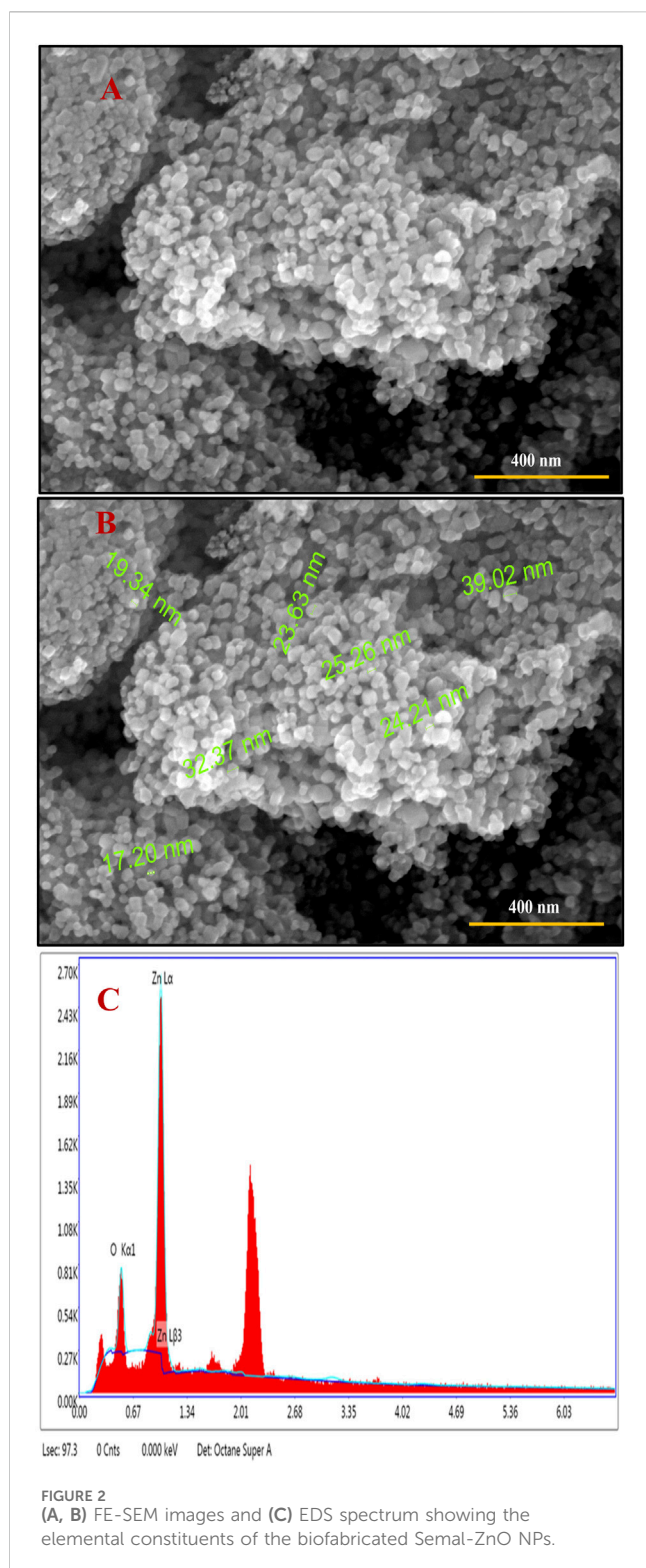 A
400 nm
B
19.34 nm
23.63 nm
39.02 nm
25.26 nm
24.21 nm
32.37 nm
17.20 nm
400 nm
C
2.70K
2.43K
2.16K
1.89K
1.62K
1.35K
1.08K
0.81K
0.54K
0.27K
0.00K
Zn Lα
O Kα1
Zn Lβ3
0.00 0.67 1.34 2.01 2.68 3.35 4.02 4.69 5.36 6.03
Lsec: 97.3 0 Cnts 0.000 keV Det: Octane Super A
FIGURE 2
(A, B) FE-SEM images and (C) EDS spectrum showing the
elemental constituents of the biofabricated Semal-ZnO NPs.